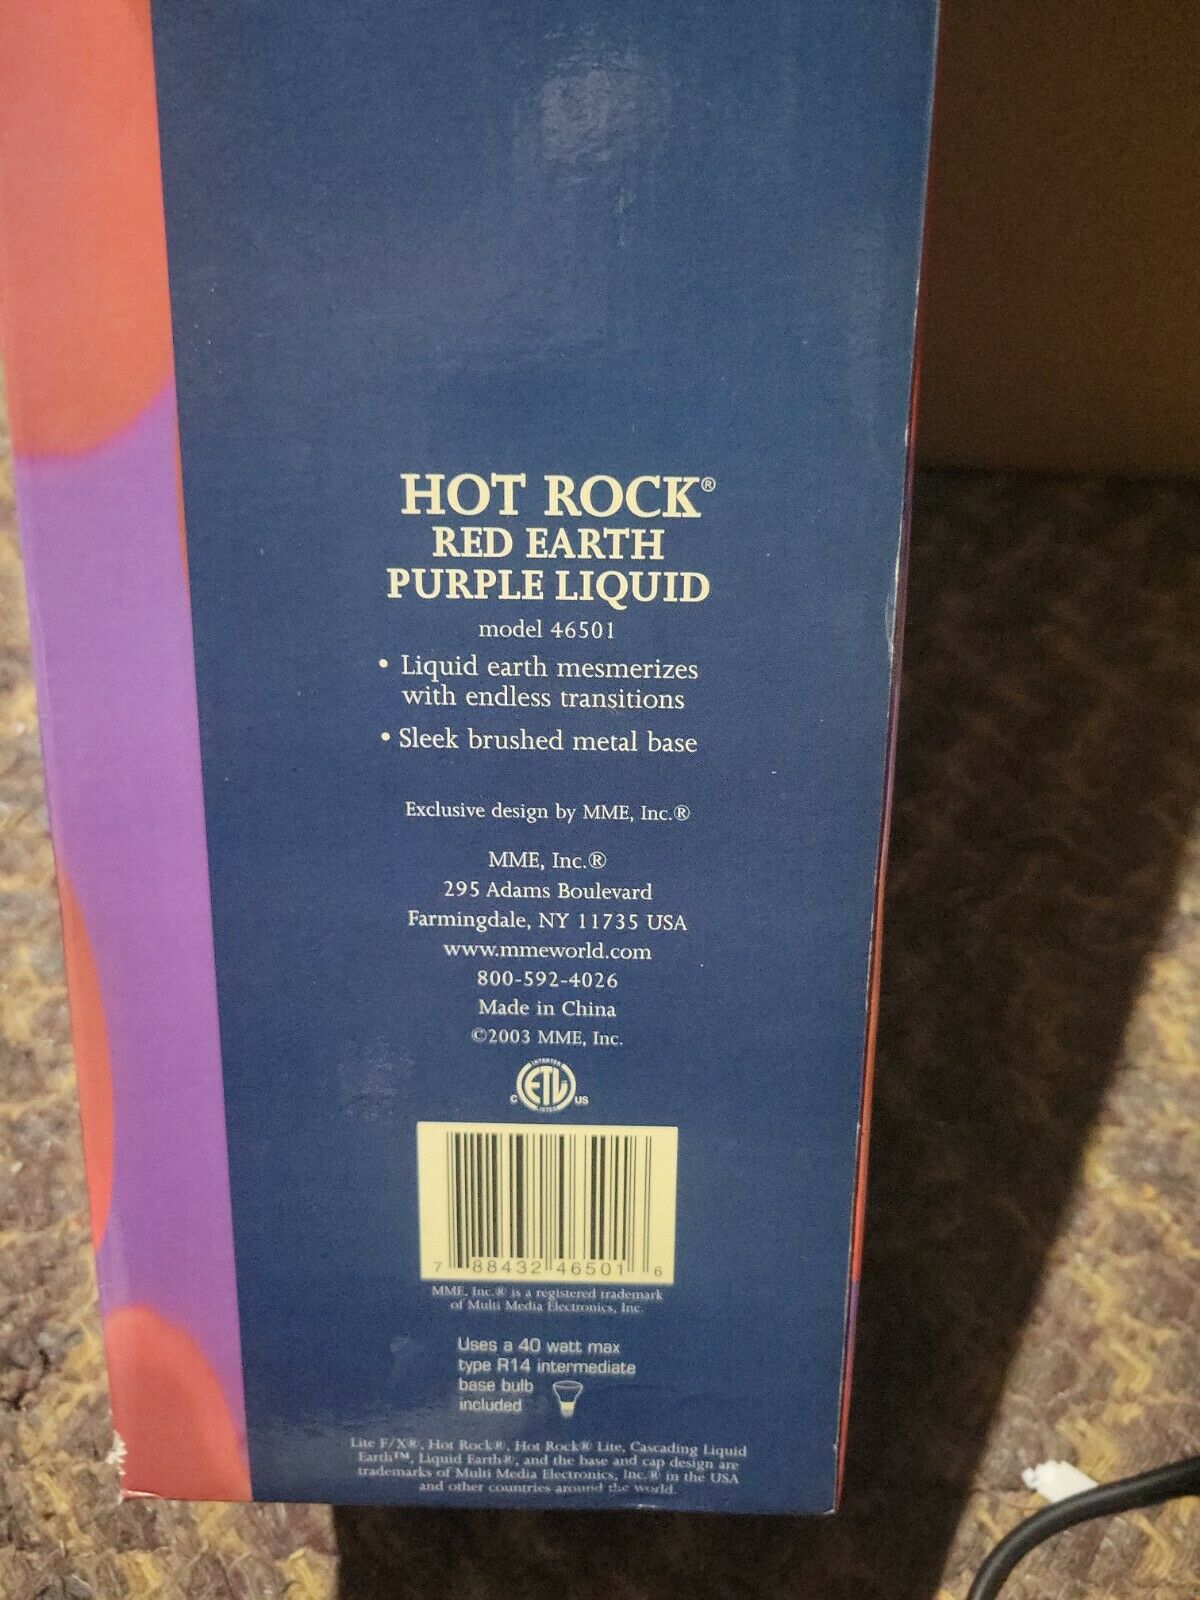 HOT ROCK®
RED EARTH
PURPLE LIQUID
model 46501
• Liquid earth mesmerizes
with endless transitions
• Sleek brushed metal base
Exclusive design by MME, Inc.®
MME, Inc.®
295 Adams Boulevard
Farmingdale, NY 11735 USA
www.mmeworld.com
800-592-4026
Made in China
©2003 MME, Inc.
INTERTEK
C ETL US
LISTED
7 88432 46501 6
MME, Inc.® is a registered trademark
of Multi Media Electronics, Inc.
Uses a 40 watt max
type R14 intermediate
base bulb
included
Lite F/X®, Hot Rock®, Hot Rock® Lite, Cascading Liquid
Earth™, Liquid Earth®, and the base and cap design are
trademarks of Multi Media Electronics, Inc.® in the USA
and other countries around the world.